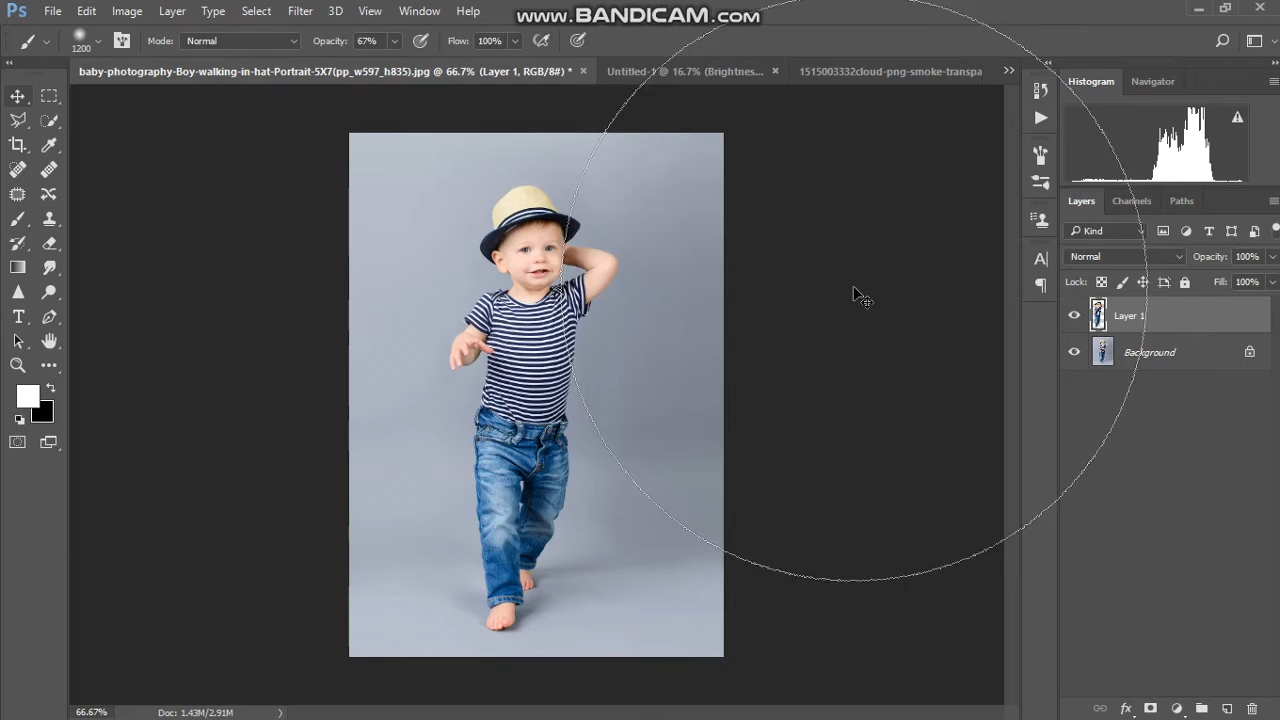 www.BANDICAM.com
Ps File Edit Image Layer Type Select Filter 3D View Window Help
1200 Mode: Normal Opacity: 67% Flow: 100%
baby-photography-Boy-walking-in-hat-Portrait-5X7(pp_w597_h835).jpg @ 66.7% (Layer 1, RGB/8#) * × Untitled-1 @ 16.7% (Brightnes... × 1515003332cloud-png-smoke-transpa
Histogram Navigator
Layers Channels Paths
Kind
Normal Opacity: 100%
Lock: Fill: 100%
Layer 1
Background
66.67% Doc: 1.43M/2.91M